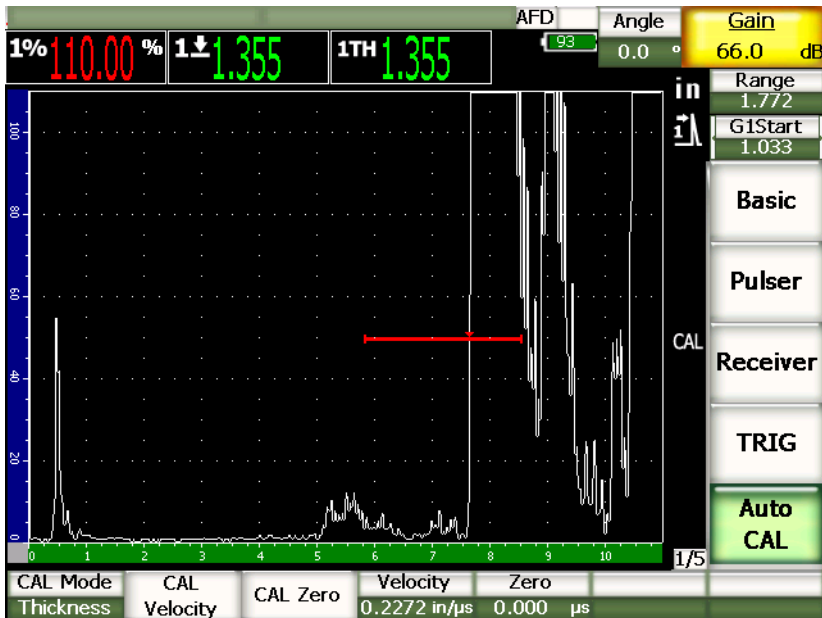 AFD Angle Gain
1% 110.00 % 1 1.355 1TH 1.355 93 0.0 ° 66.0 dB
in Range
1.772
G1Start
1.033
Basic
Pulser
CAL
Receiver
TRIG
Auto
CAL
100
80
60
40
20
0
0 1 2 3 4 5 6 7 8 9 10
1/5
CAL Mode CAL Velocity CAL Zero Velocity Zero
Thickness 0.2272 in/µs 0.000 µs